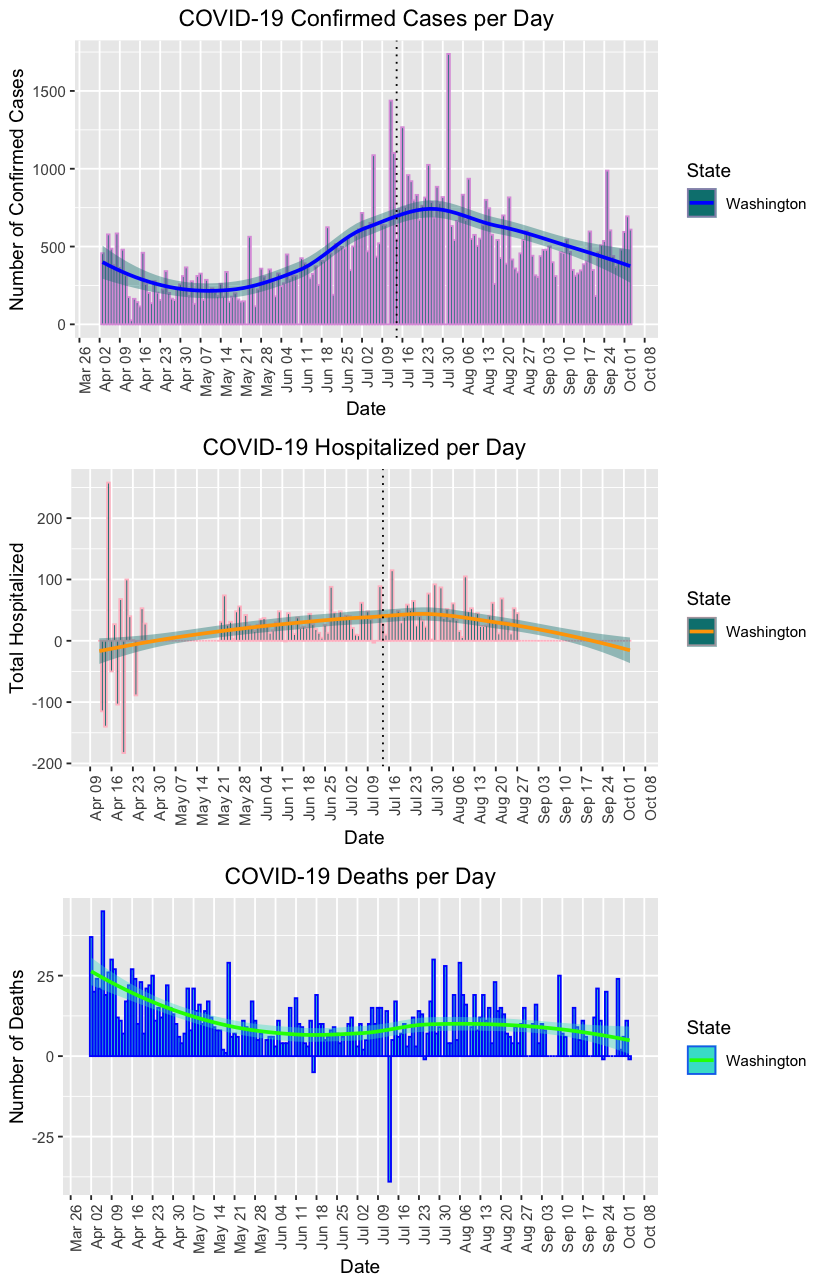 COVID-19 Confirmed Cases per Day
Number of Confirmed Cases
1500
1000
500
0
Mar 26
Apr 02
Apr 09
Apr 16
Apr 23
Apr 30
May 07
May 14
May 21
May 28
Jun 04
Jun 11
Jun 18
Jun 25
Jul 02
Jul 09
Jul 16
Jul 23
Jul 30
Aug 06
Aug 13
Aug 20
Aug 27
Sep 03
Sep 10
Sep 17
Sep 24
Oct 01
Oct 08
Date
State
Washington
COVID-19 Hospitalized per Day
Total Hospitalized
200
100
0
-100
-200
Apr 09
Apr 16
Apr 23
Apr 30
May 07
May 14
May 21
May 28
Jun 04
Jun 11
Jun 18
Jun 25
Jul 02
Jul 09
Jul 16
Jul 23
Jul 30
Aug 06
Aug 13
Aug 20
Aug 27
Sep 03
Sep 10
Sep 17
Sep 24
Oct 01
Oct 08
Date
State
Washington
COVID-19 Deaths per Day
Number of Deaths
25
0
-25
Mar 26
Apr 02
Apr 09
Apr 16
Apr 23
Apr 30
May 07
May 14
May 21
May 28
Jun 04
Jun 11
Jun 18
Jun 25
Jul 02
Jul 09
Jul 16
Jul 23
Jul 30
Aug 06
Aug 13
Aug 20
Aug 27
Sep 03
Sep 10
Sep 17
Sep 24
Oct 01
Oct 08
Date
State
Washington